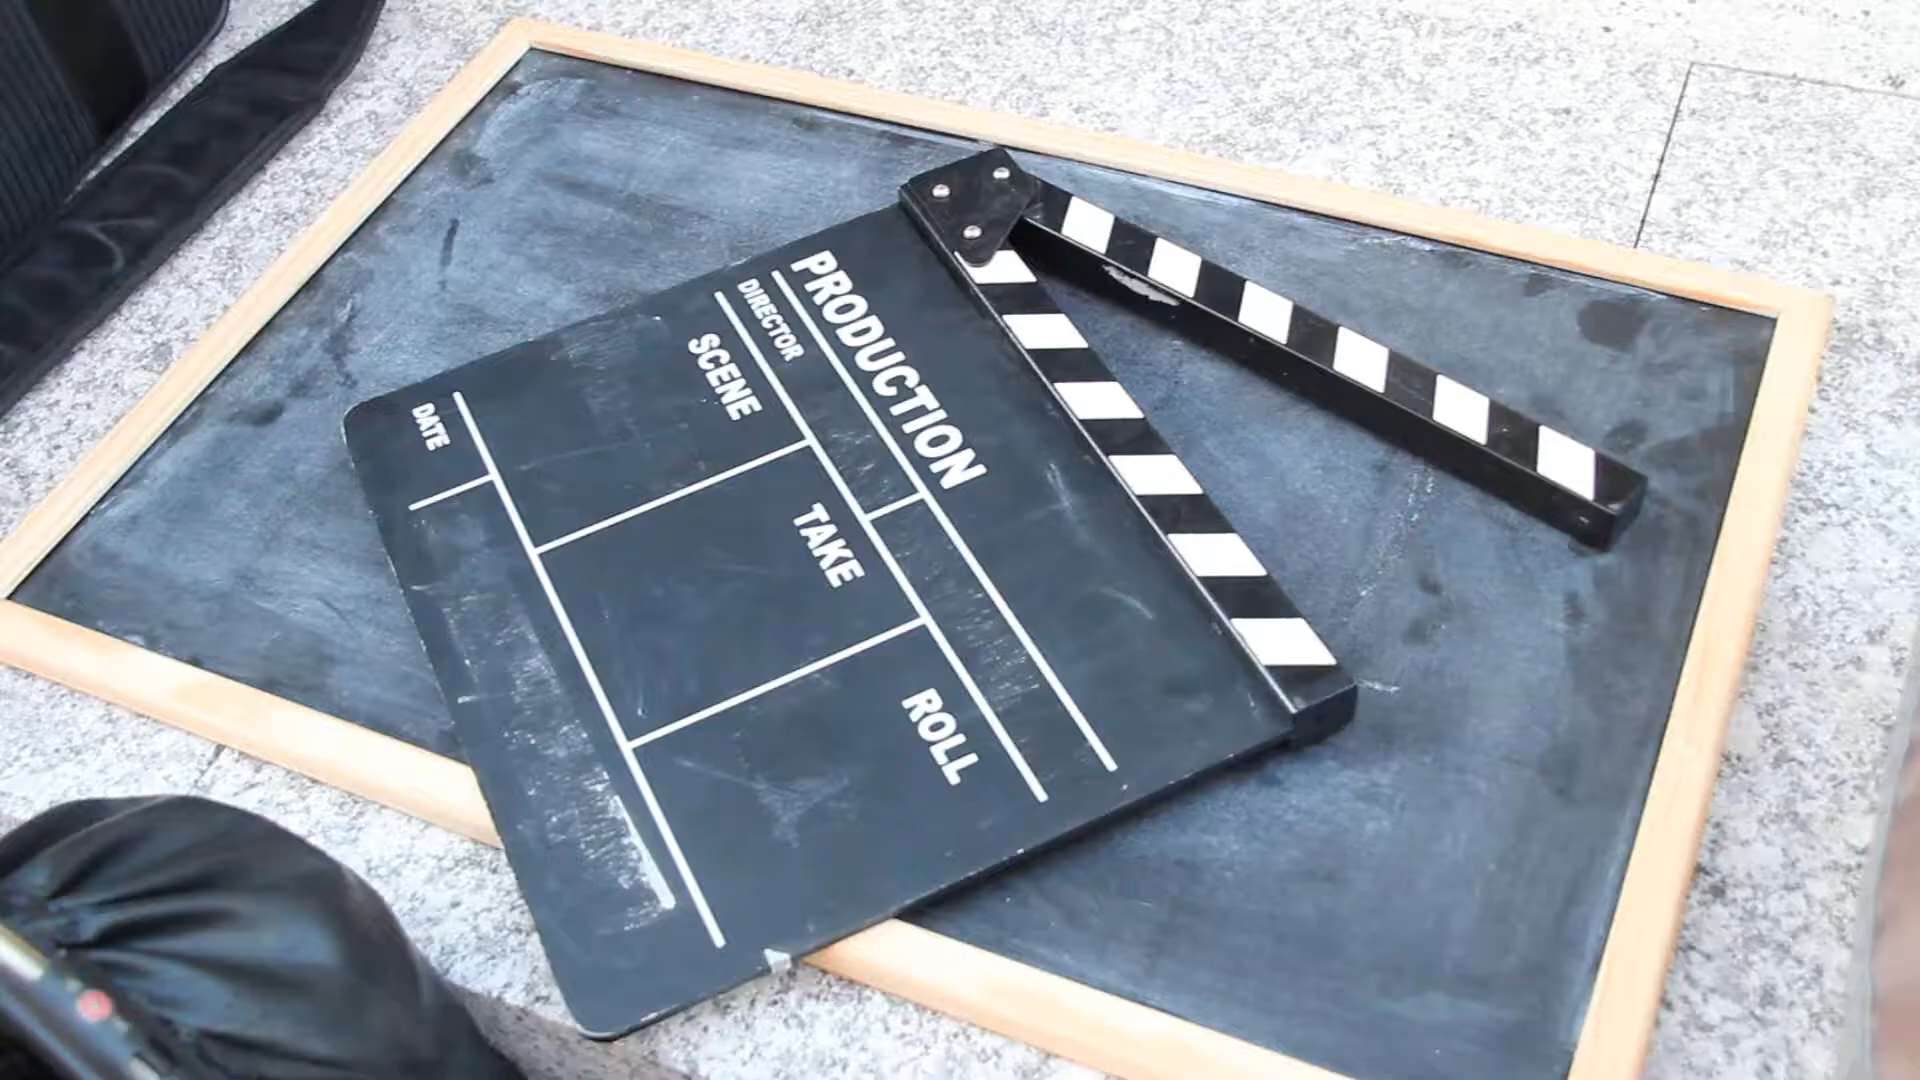 PRODUCTION
DIRECTOR
SCENE
TAKE
ROLL
DATE